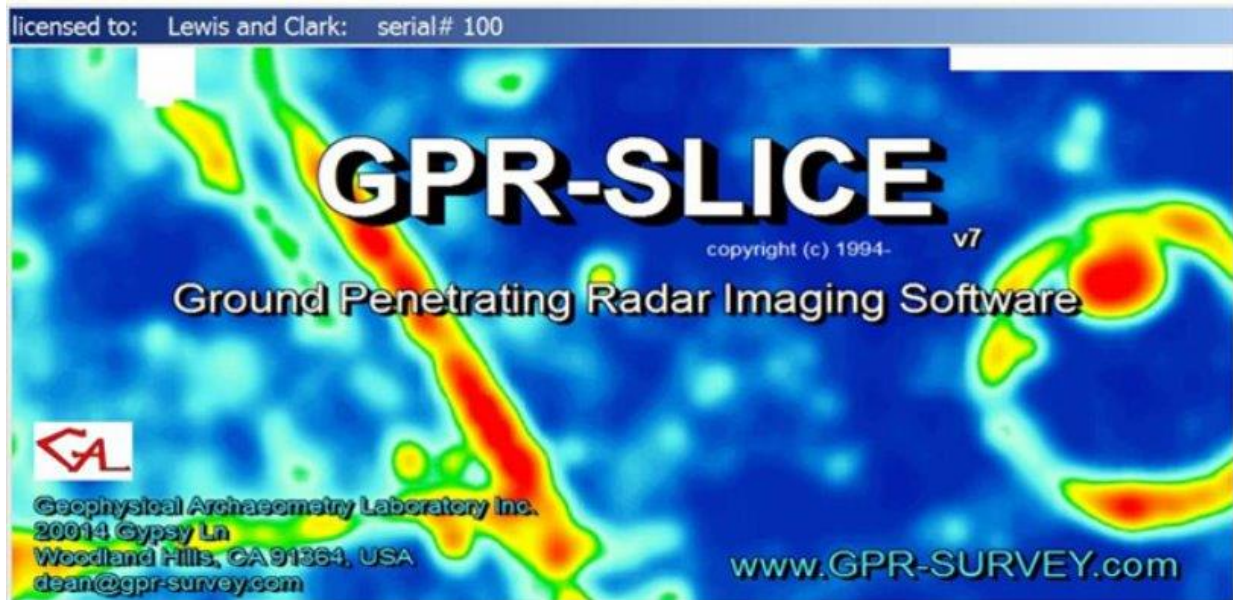 licensed to: Lewis and Clark: serial# 100
GPR-SLICE
v7
copyright (c) 1994-
Ground Penetrating Radar Imaging Software
GAL
Geophysical Archaeometry Laboratory Inc.
20014 Gypsy Ln
Woodland Hills, CA 91364, USA
dean@gpr-survey.com
www.GPR-SURVEY.com